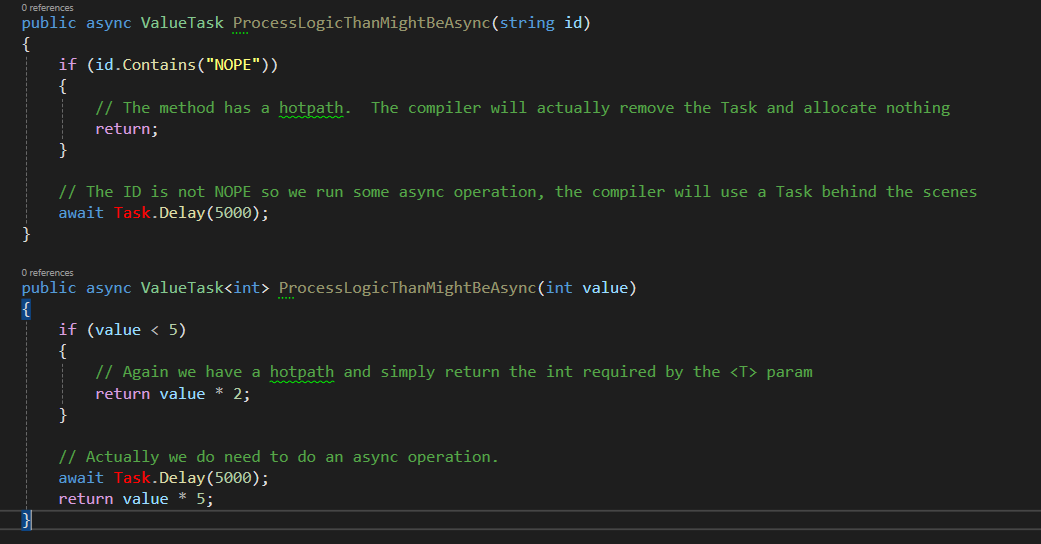 0 references
public async ValueTask ProcessLogicThanMightBeAsync(string id)
{
if (id.Contains("NOPE"))
{
// The method has a hotpath.  The compiler will actually remove the Task and allocate nothing
return;
}
// The ID is not NOPE so we run some async operation, the compiler will use a Task behind the scenes
await Task.Delay(5000);
}
0 references
public async ValueTask<int> ProcessLogicThanMightBeAsync(int value)
{
if (value < 5)
{
// Again we have a hotpath and simply return the int required by the <T> param
return value * 2;
}
// Actually we do need to do an async operation.
await Task.Delay(5000);
return value * 5;
}